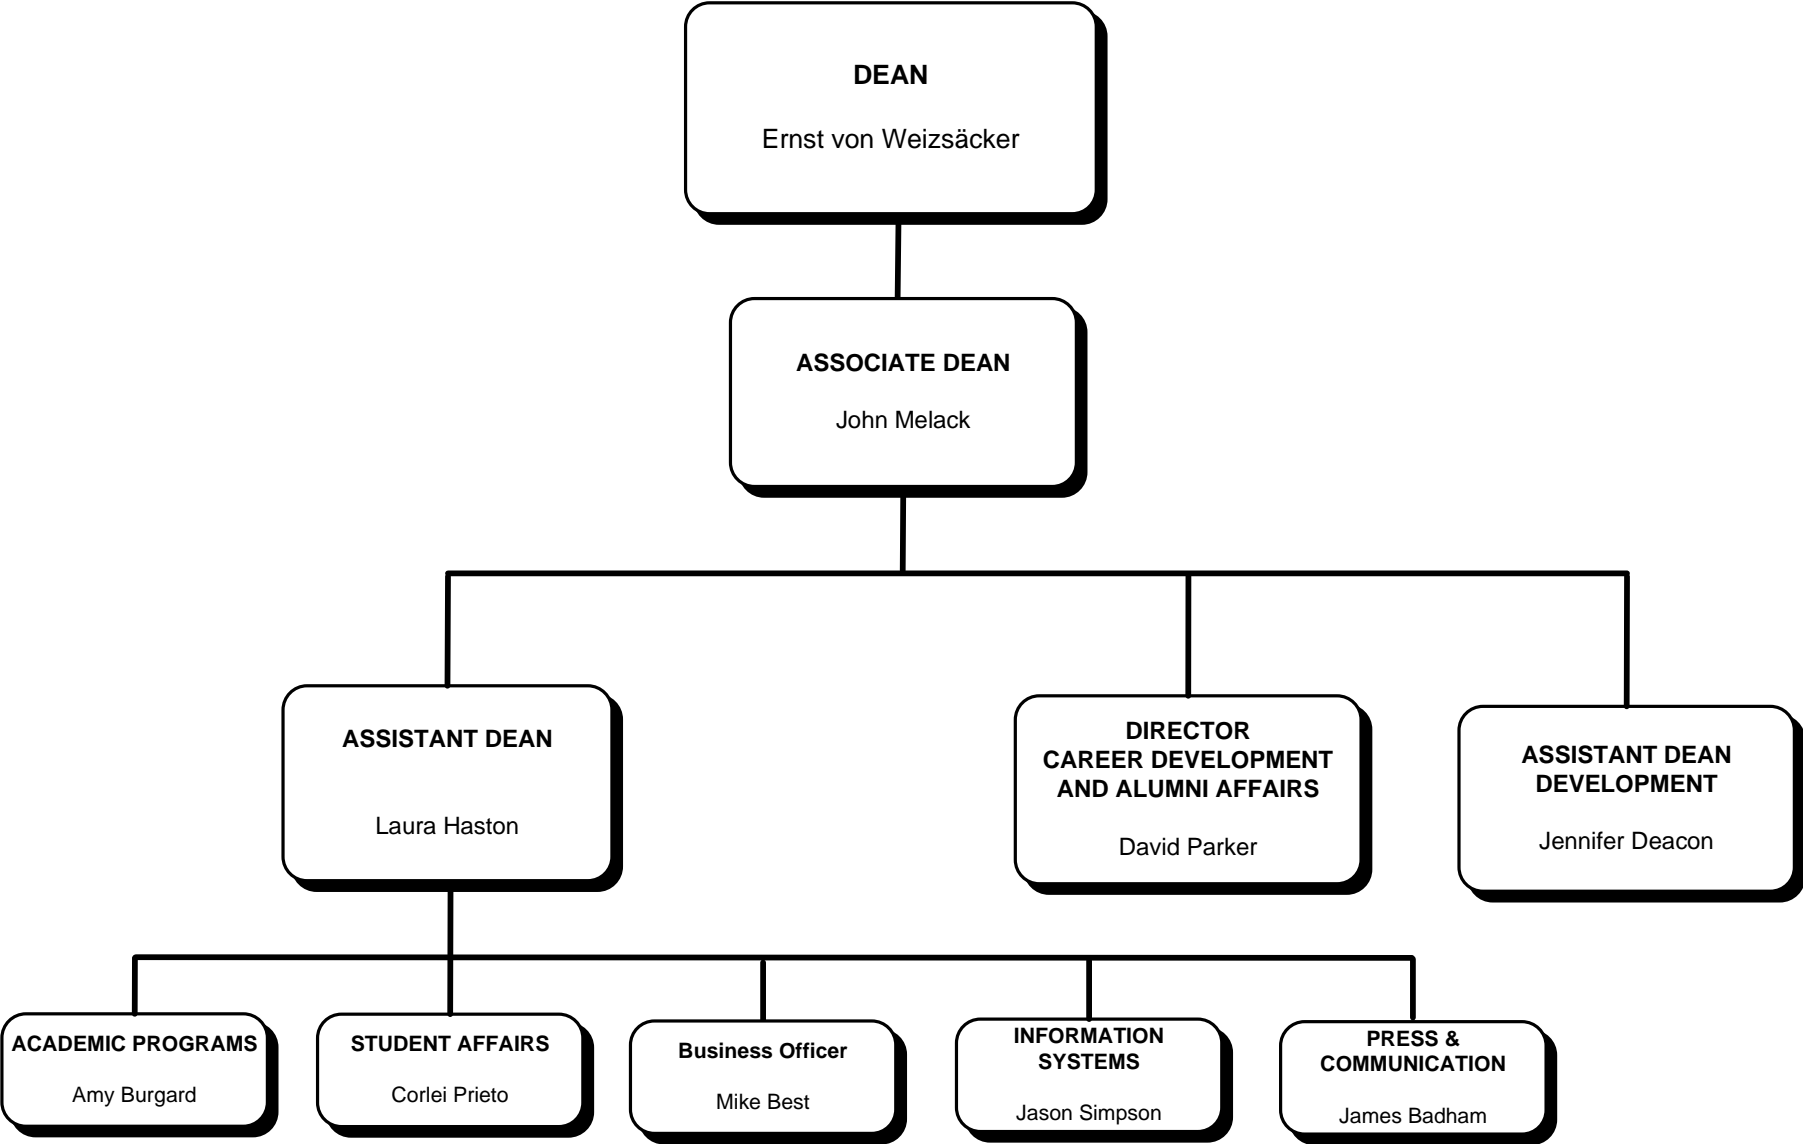 DEAN
Ernst von Weizsäcker
ASSOCIATE DEAN
John Melack
ASSISTANT DEAN
Laura Haston
DIRECTOR
CAREER DEVELOPMENT
AND ALUMNI AFFAIRS
David Parker
ASSISTANT DEAN
DEVELOPMENT
Jennifer Deacon
ACADEMIC PROGRAMS
Amy Burgard
STUDENT AFFAIRS
Corlei Prieto
Business Officer
Mike Best
INFORMATION
SYSTEMS
Jason Simpson
PRESS &
COMMUNICATION
James Badham